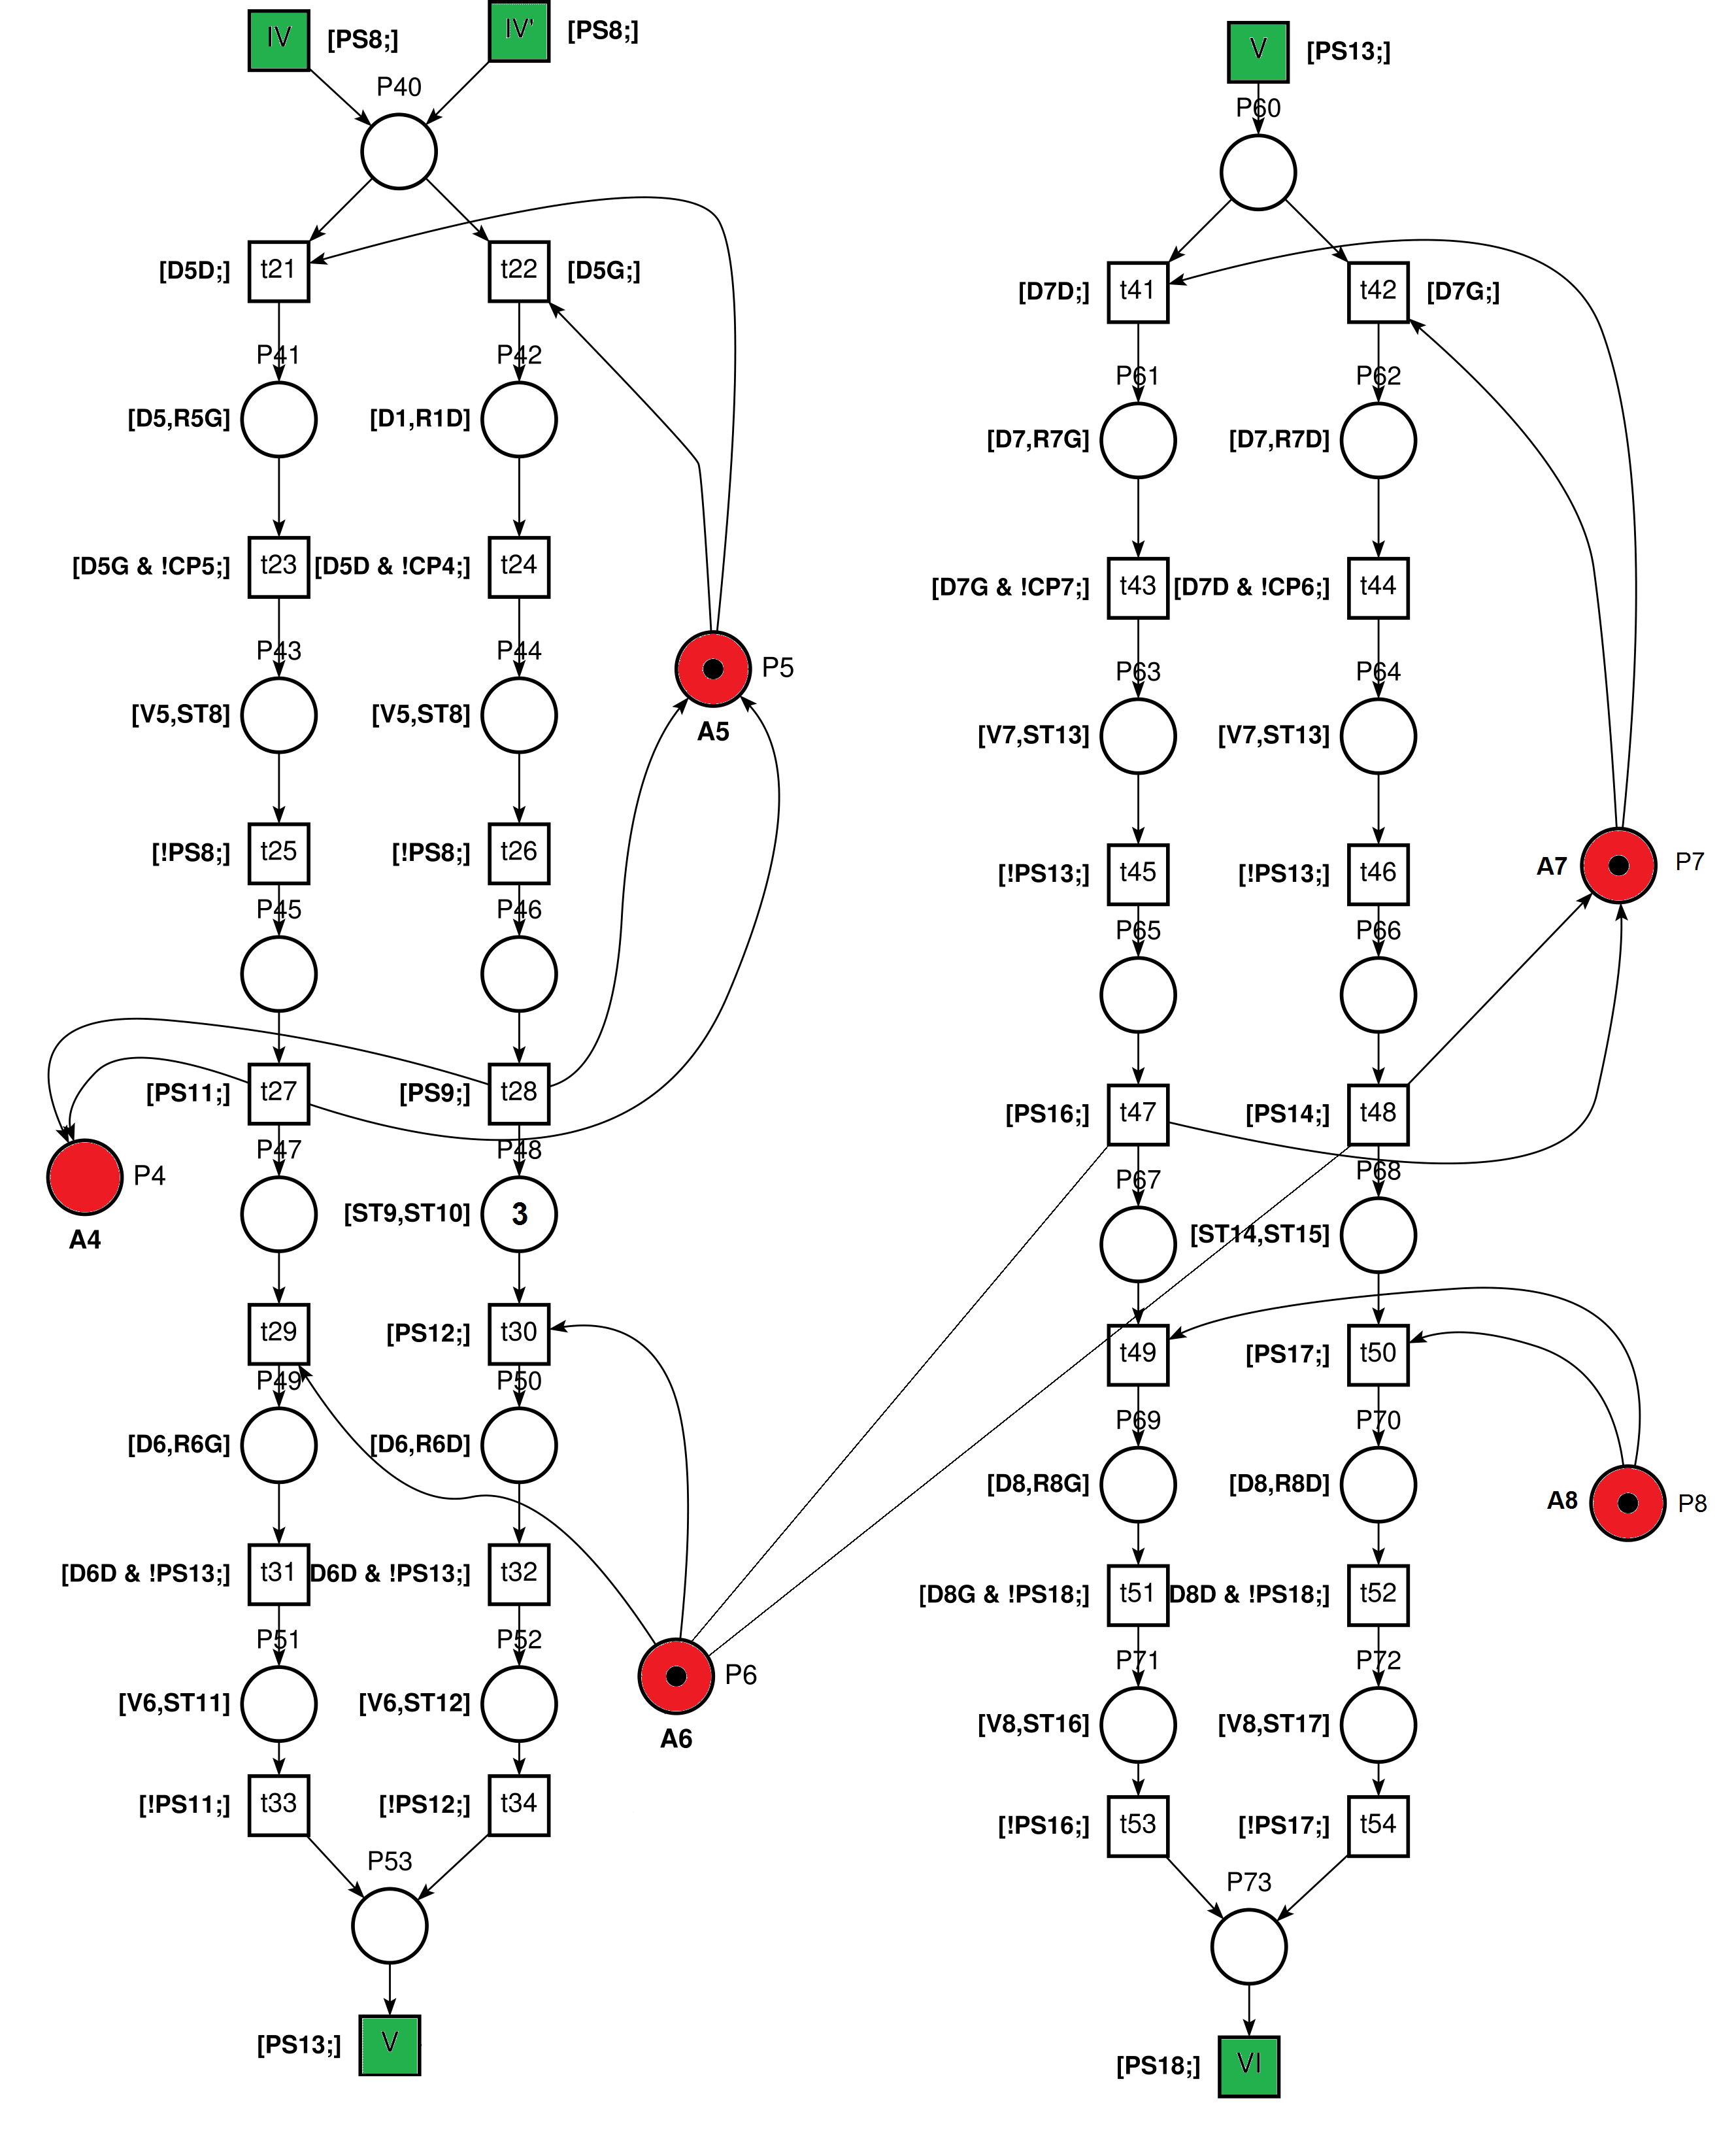 IV [PS8;] IV' [PS8;] V [PS13;]
P40 P60
[D5D;] t21 t22 [D5G;] [D7D;] t41 t42 [D7G;]
P41 P42 P61 P62
[D5,R5G] [D1,R1D] [D7,R7G] [D7,R7D]
[D5G & !CP5;] t23 [D5D & !CP4;] t24 [D7G & !CP7;] t43 [D7D & !CP6;] t44
P43 P44 P5 P63 P64
[V5,ST8] [V5,ST8] A5 [V7,ST13] [V7,ST13]
[!PS8;] t25 [!PS8;] t26 [!PS13;] t45 [!PS13;] t46 A7 P7
P45 P46 P65 P66
[PS11;] t27 [PS9;] t28 [PS16;] t47 [PS14;] t48
P47 P48 P67 P68
P4
A4 [ST9,ST10] 3 [ST14,ST15]
t29 [PS12;] t30 t49 [PS17;] t50
P49 P50 P69 P70
[D6,R6G] [D6,R6D] [D8,R8G] [D8,R8D] A8 P8
[D6D & !PS13;] t31 D6D & !PS13;] t32 [D8G & !PS18;] t51 D8D & !PS18;] t52
P51 P52 P6 P71 P72
[V6,ST11] [V6,ST12] A6 [V8,ST16] [V8,ST17]
[!PS11;] t33 [!PS12;] t34 [!PS16;] t53 [!PS17;] t54
P53 P73
[PS13;] V [PS18;] VI